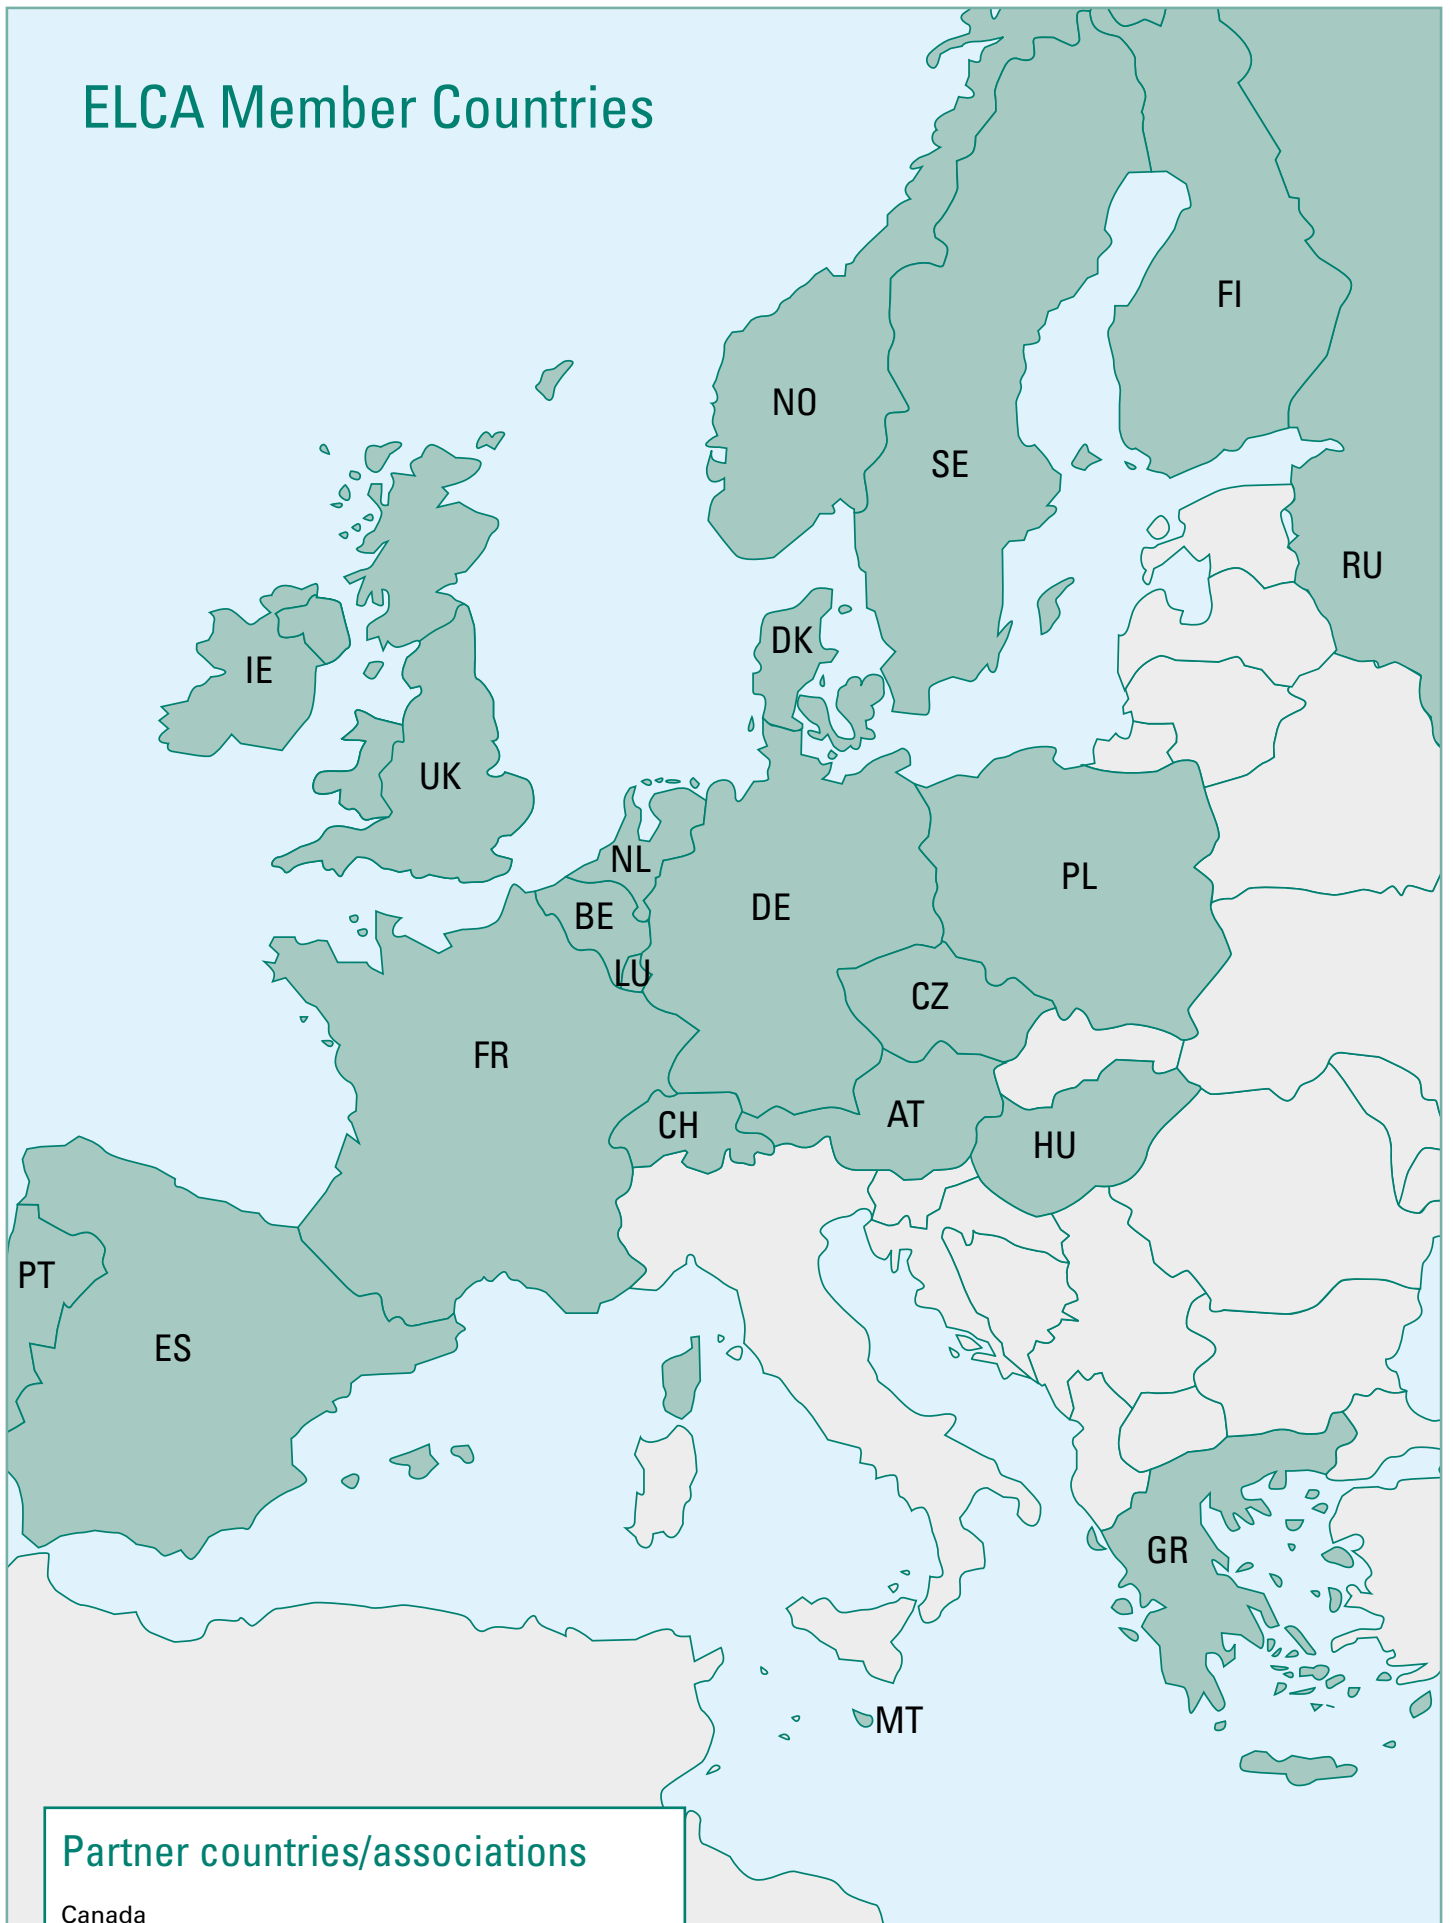 ELCA Member Countries
FI
NO
SE
RU
DK
IE
UK
NL
PL
DE
BE
LU
CZ
FR
AT
CH
HU
PT
ES
GR
MT
Partner countries/associations
Canada